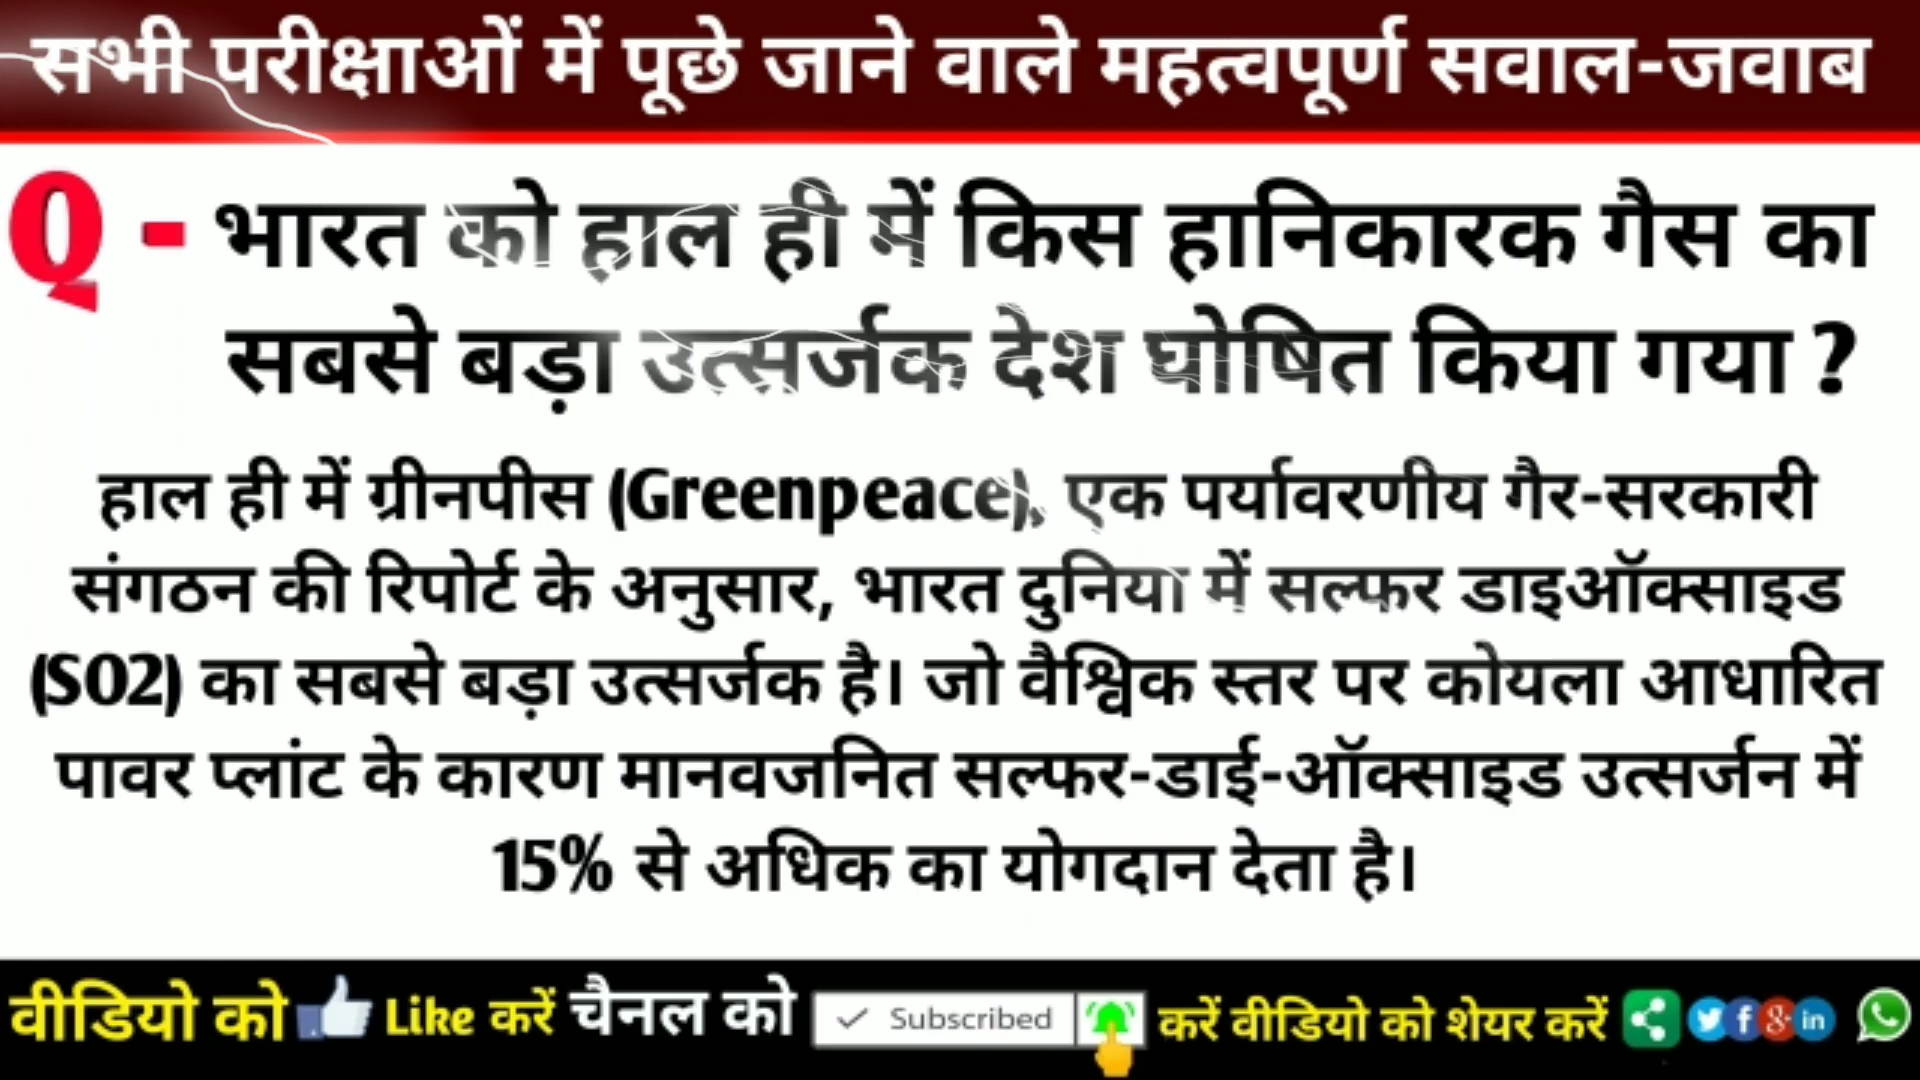 सभी परीक्षाओं में पूछे जाने वाले महत्वपूर्ण सवाल-जवाब
Q - भारत को हाल ही में किस हानिकारक गैस का
सबसे बड़ा उत्सर्जक देश घोषित किया गया ?
हाल ही में ग्रीनपीस (Greenpeace), एक पर्यावरणीय गैर-सरकारी
संगठन की रिपोर्ट के अनुसार, भारत दुनिया में सल्फर डाइऑक्साइड
(SO2) का सबसे बड़ा उत्सर्जक है। जो वैश्विक स्तर पर कोयला आधारित
पावर प्लांट के कारण मानवजनित सल्फर-डाई-ऑक्साइड उत्सर्जन में
15% से अधिक का योगदान देता है।
वीडियो को Like करें चैनल को Subscribed करें वीडियो को शेयर करें